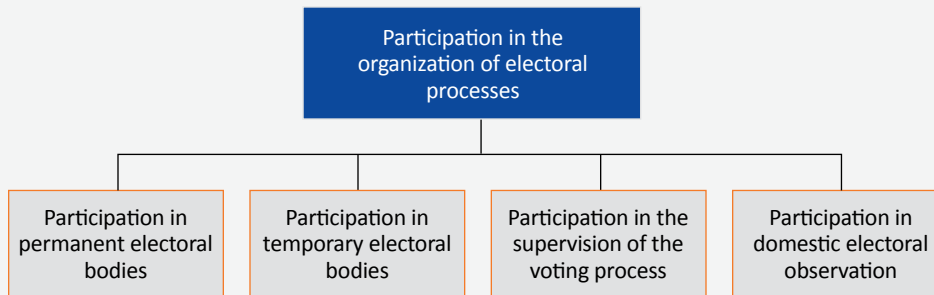 Participation in the
organization of electoral
processes
Participation in
permanent electoral
bodies
Participation in
temporary electoral
bodies
Participation in the
supervision of the
voting process
Participation in
domestic electoral
observation